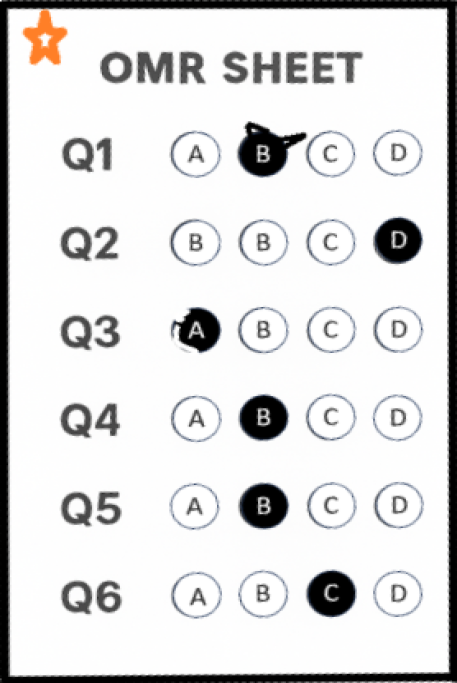 OMR SHEET
Q1 A B C D
Q2 B B C D
Q3 A B C D
Q4 A B C D
Q5 A B C D
Q6 A B C D